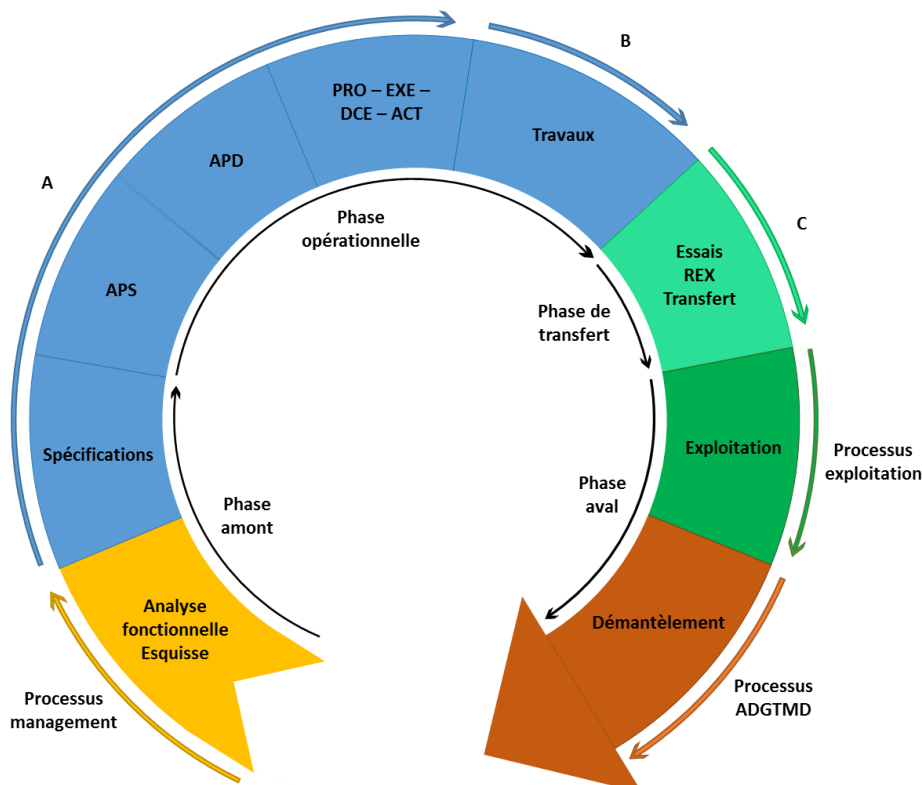 A
B
C
PRO – EXE –
DCE – ACT
APD
Travaux
APS
Essais
REX
Transfert
Spécifications
Exploitation
Analyse
fonctionnelle
Esquisse
Démantèlement
Phase
opérationnelle
Phase de
transfert
Phase
amont
Phase
aval
Processus
exploitation
Processus
management
Processus
ADGTMD